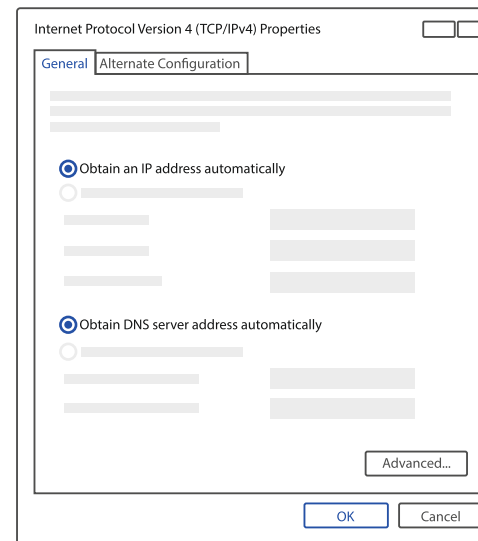 Internet Protocol Version 4 (TCP/IPv4) Properties
General Alternate Configuration
Obtain an IP address automatically
Obtain DNS server address automatically
Advanced...
OK Cancel